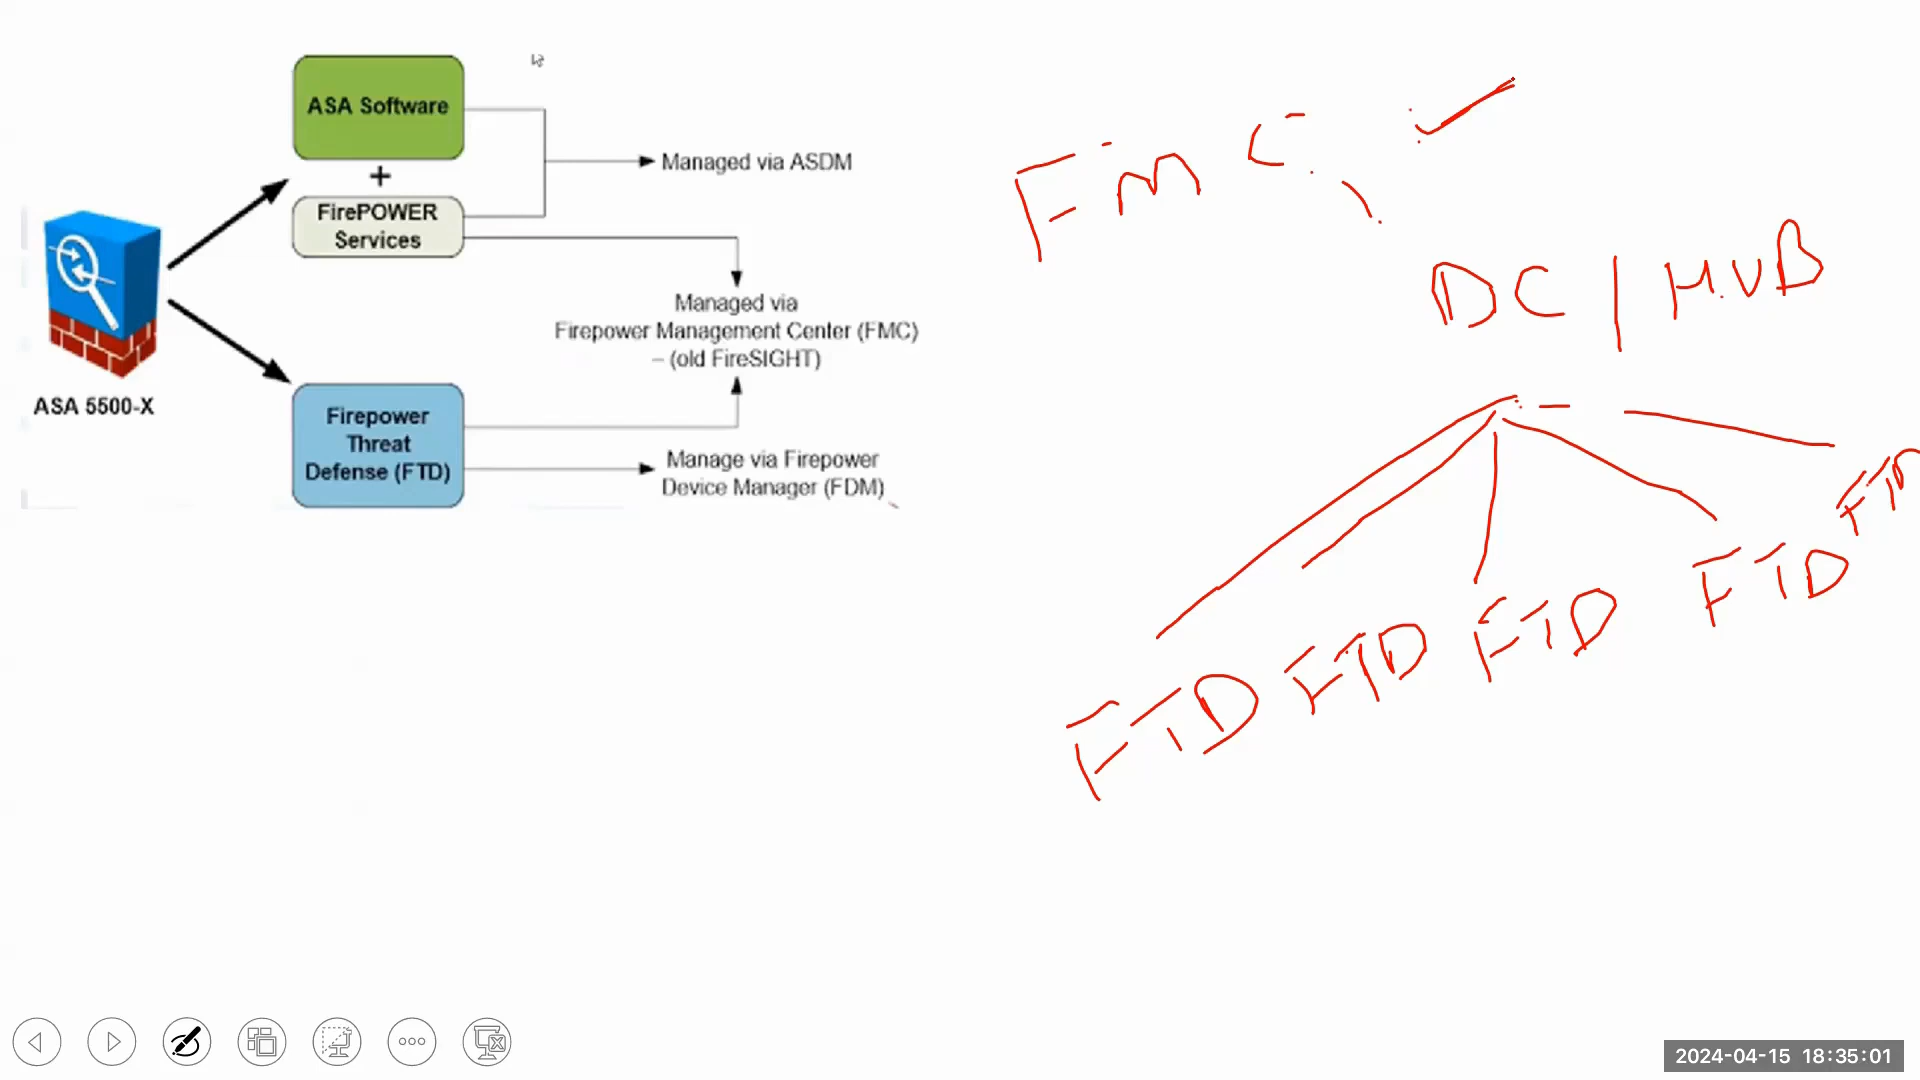 ASA Software
+
FirePOWER
Services
Managed via ASDM
Managed via
Firepower Management Center (FMC)
– (old FireSIGHT)
ASA 5500-X
Firepower
Threat
Defense (FTD)
Manage via Firepower
Device Manager (FDM)
FMC
DC | HUB
FTD FTD FTD FTD FTD
2024-04-15 18:35:01